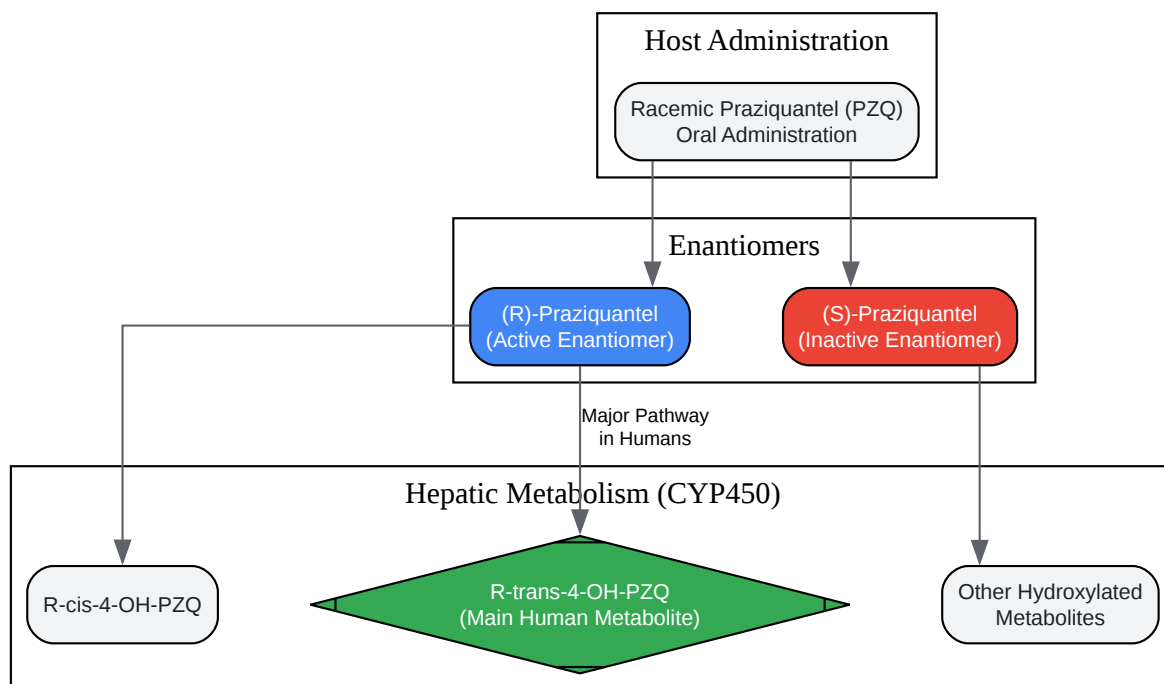 Host Administration
Racemic Praziquantel (PZQ)
Oral Administration
Enantiomers
(R)-Praziquantel
(Active Enantiomer)
(S)-Praziquantel
(Inactive Enantiomer)
Major Pathway
in Humans
Hepatic Metabolism (CYP450)
R-cis-4-OH-PZQ
R-trans-4-OH-PZQ
(Main Human Metabolite)
Other Hydroxylated
Metabolites